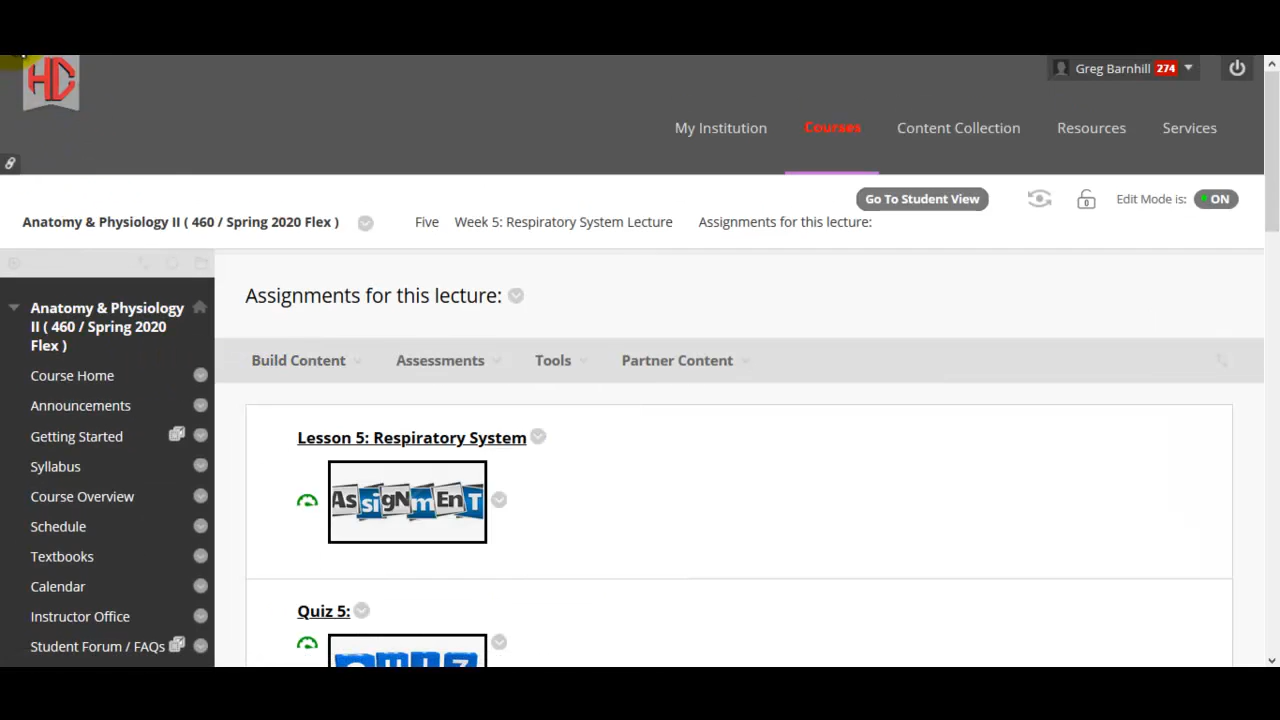 HC
Greg Barnhill 274
My Institution Courses Content Collection Resources Services
Go To Student View 0 Edit Mode is: ON
Anatomy & Physiology II ( 460 / Spring 2020 Flex ) Five Week 5: Respiratory System Lecture Assignments for this lecture:
Anatomy & Physiology
II ( 460 / Spring 2020
Flex )
Course Home
Announcements
Getting Started
Syllabus
Course Overview
Schedule
Textbooks
Calendar
Instructor Office
Student Forum / FAQs
Assignments for this lecture:
Build Content Assessments Tools Partner Content
Lesson 5: Respiratory System
AssigNmEnT
Quiz 5: